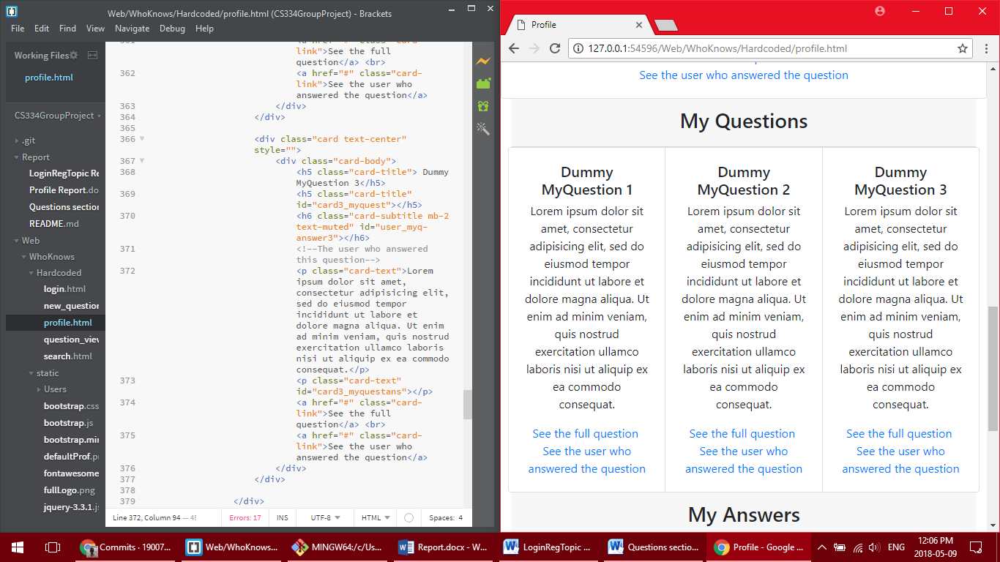 Web/WhoKnows/Hardcoded/profile.html (CS334GroupProject) - Brackets
File Edit Find View Navigate Debug Help
Working Files
profile.html
CS334GroupProject
.git
Report
LoginRegTopic Re
Profile Report.do
Questions section
README.md
Web
WhoKnows
Hardcoded
login.html
new_question
profile.html
question_view
search.html
static
Users
bootstrap.css
bootstrap.js
bootstrap.min
defaultProf.p
fontawesome
fullLogo.png
jquery-3.3.1.j
361 <a href="#" class="card-
link">See the full
question</a> <br>
362 <a href="#" class="card-
link">See the user who
answered the question</a>
363 </div>
364 </div>
365
366 <div class="card text-center"
style="">
367 <div class="card-body">
368 <h5 class="card-title"> Dummy
MyQuestion 3</h5>
369 <h5 class="card-title"
id="card3_myquest"></h5>
370 <h6 class="card-subtitle mb-2
text-muted" id="user_myq-
answer3"></h6>
371 <!--The user who answered
this question-->
372 <p class="card-text">Lorem
ipsum dolor sit amet,
consectetur adipisicing elit,
sed do eiusmod tempor
incididunt ut labore et
dolore magna aliqua. Ut enim
ad minim veniam, quis nostrud
exercitation ullamco laboris
nisi ut aliquip ex ea commodo
consequat.</p>
373 <p class="card-text"
id="card3_myquestans"></p>
374 <a href="#" class="card-
link">See the full
question</a> <br>
375 <a href="#" class="card-
link">See the user who
answered the question</a>
376 </div>
377 </div>
378
379 </div>
Line 372, Column 94 — 48 Errors: 17 INS UTF-8 HTML Spaces: 4
Profile
127.0.0.1:54596/Web/WhoKnows/Hardcoded/profile.html
See the user who answered the question
My Questions
Dummy
MyQuestion 1
Lorem ipsum dolor sit
amet, consectetur
adipisicing elit, sed do
eiusmod tempor
incididunt ut labore et
dolore magna aliqua. Ut
enim ad minim veniam,
quis nostrud
exercitation ullamco
laboris nisi ut aliquip ex
ea commodo
consequat.
See the full question
See the user who
answered the question
Dummy
MyQuestion 2
Lorem ipsum dolor sit
amet, consectetur
adipisicing elit, sed do
eiusmod tempor
incididunt ut labore et
dolore magna aliqua. Ut
enim ad minim veniam,
quis nostrud
exercitation ullamco
laboris nisi ut aliquip ex
ea commodo
consequat.
See the full question
See the user who
answered the question
Dummy
MyQuestion 3
Lorem ipsum dolor sit
amet, consectetur
adipisicing elit, sed do
eiusmod tempor
incididunt ut labore et
dolore magna aliqua. Ut
enim ad minim veniam,
quis nostrud
exercitation ullamco
laboris nisi ut aliquip ex
ea commodo
consequat.
See the full question
See the user who
answered the question
My Answers
Commits · 19007... Web/WhoKnows... MINGW64:/c/Us... Report.docx - W... LoginRegTopic ... Questions sectio... Profile - Google ... ENG 12:06 PM
2018-05-09